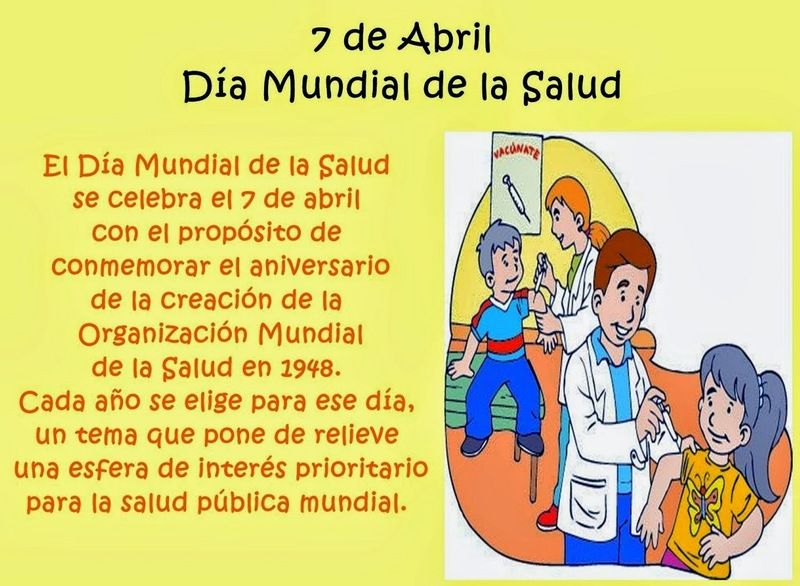 7 de Abril
Día Mundial de la Salud
El Día Mundial de la Salud
se celebra el 7 de abril
con el propósito de
conmemorar el aniversario
de la creación de la
Organización Mundial
de la Salud en 1948.
Cada año se elige para ese día,
un tema que pone de relieve
una esfera de interés prioritario
para la salud pública mundial.
VACÚNATE